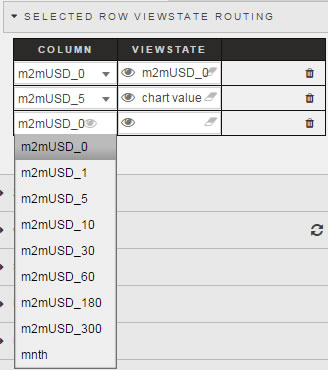 SELECTED ROW VIEWSTATE ROUTING
COLUMN VIEWSTATE
m2mUSD_0 m2mUSD_0
m2mUSD_5 chart value
m2mUSD_0
m2mUSD_0
m2mUSD_1
m2mUSD_5
m2mUSD_10
m2mUSD_30
m2mUSD_60
m2mUSD_180
m2mUSD_300
mnth